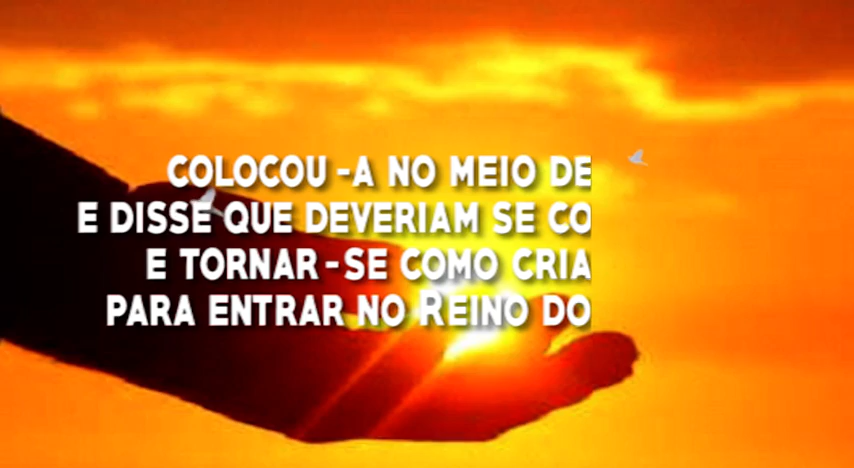 COLOCOU -A NO MEIO DE
E DISSE QUE DEVERIAM SE CO
E TORNAR-SE COMO CRIA
PARA ENTRAR NO REINO DO